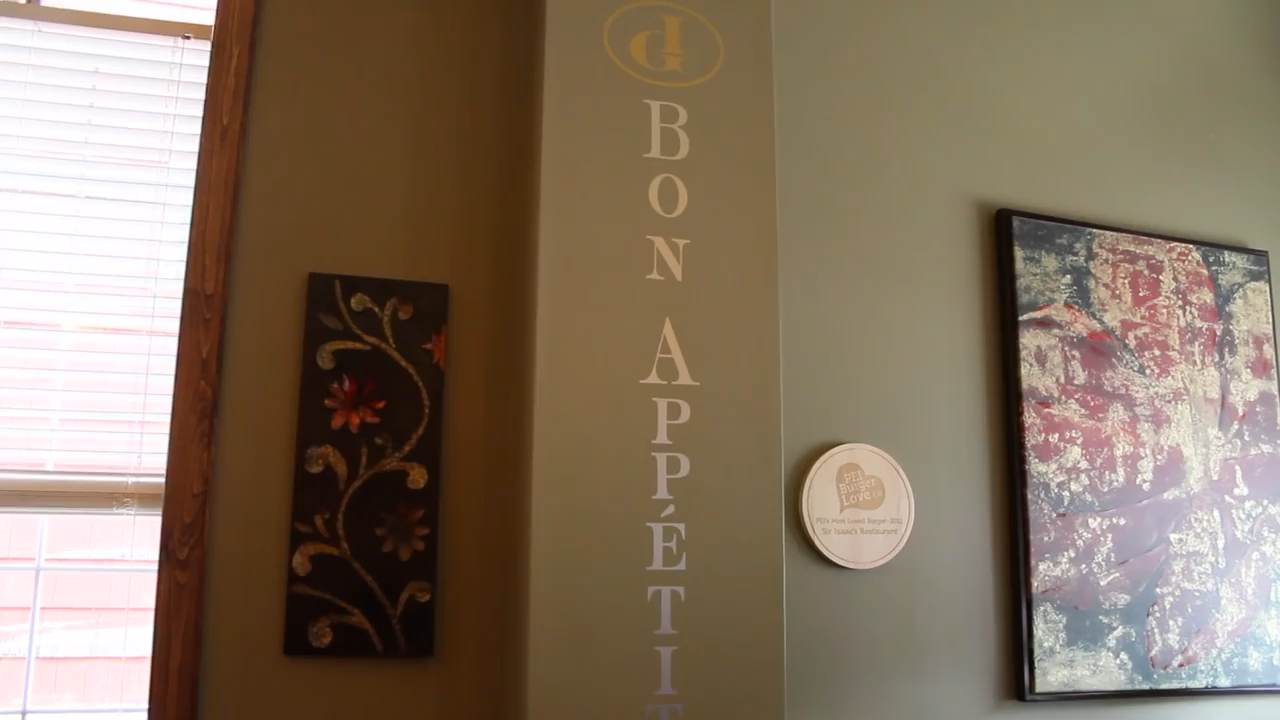 BON APPÉTIT
PEI
Burger
Love
PEI's Most Loved Burger-2012
Sir Isaac's Restaurant